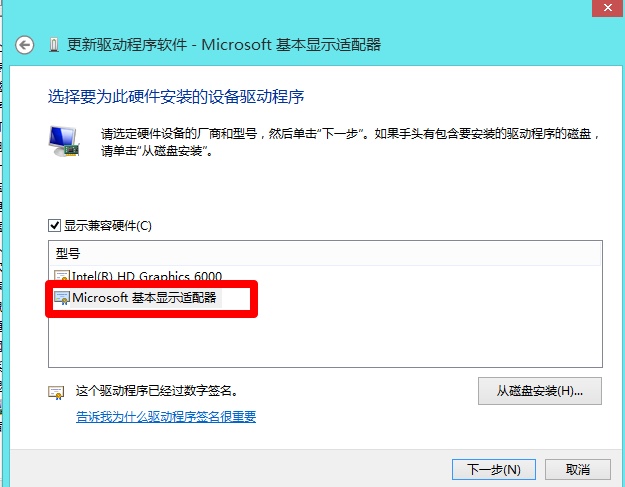 更新驱动程序软件 - Microsoft 基本显示适配器
选择要为此硬件安装的设备驱动程序
请选定硬件设备的厂商和型号，然后单击“下一步”。如果手头有包含要安装的驱动程序的磁盘，
请单击“从磁盘安装”。
显示兼容硬件(C)
型号
Intel(R) HD Graphics 6000
Microsoft 基本显示适配器
这个驱动程序已经过数字签名。
从磁盘安装(H)...
告诉我为什么驱动程序签名很重要
下一步(N)
取消